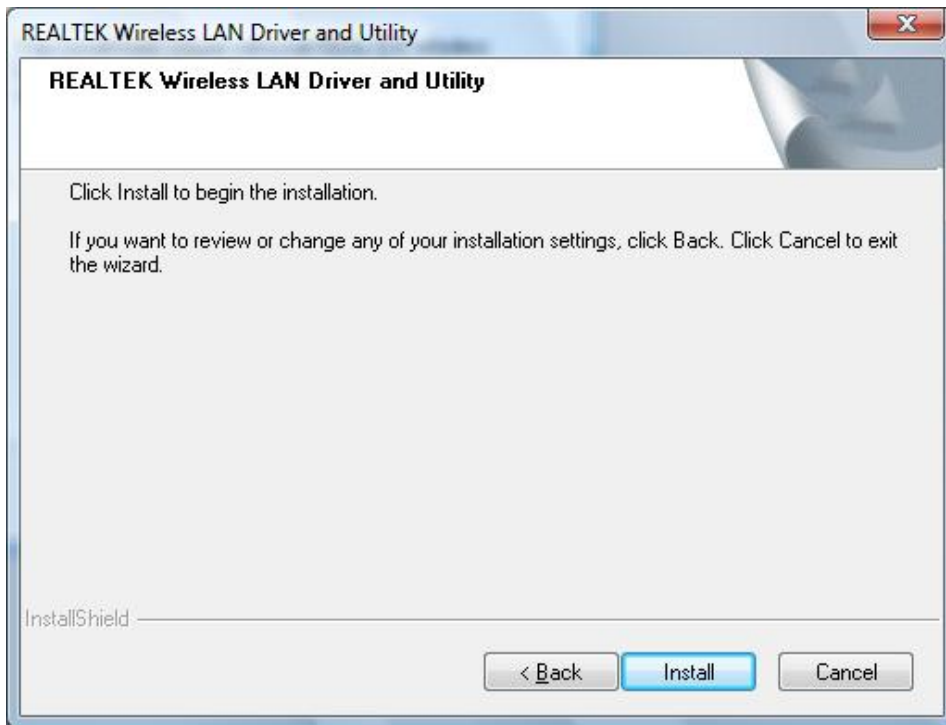 REALTEK Wireless LAN Driver and Utility
REALTEK Wireless LAN Driver and Utility
Click Install to begin the installation.
If you want to review or change any of your installation settings, click Back. Click Cancel to exit
the wizard.
InstallShield
< Back
Install
Cancel